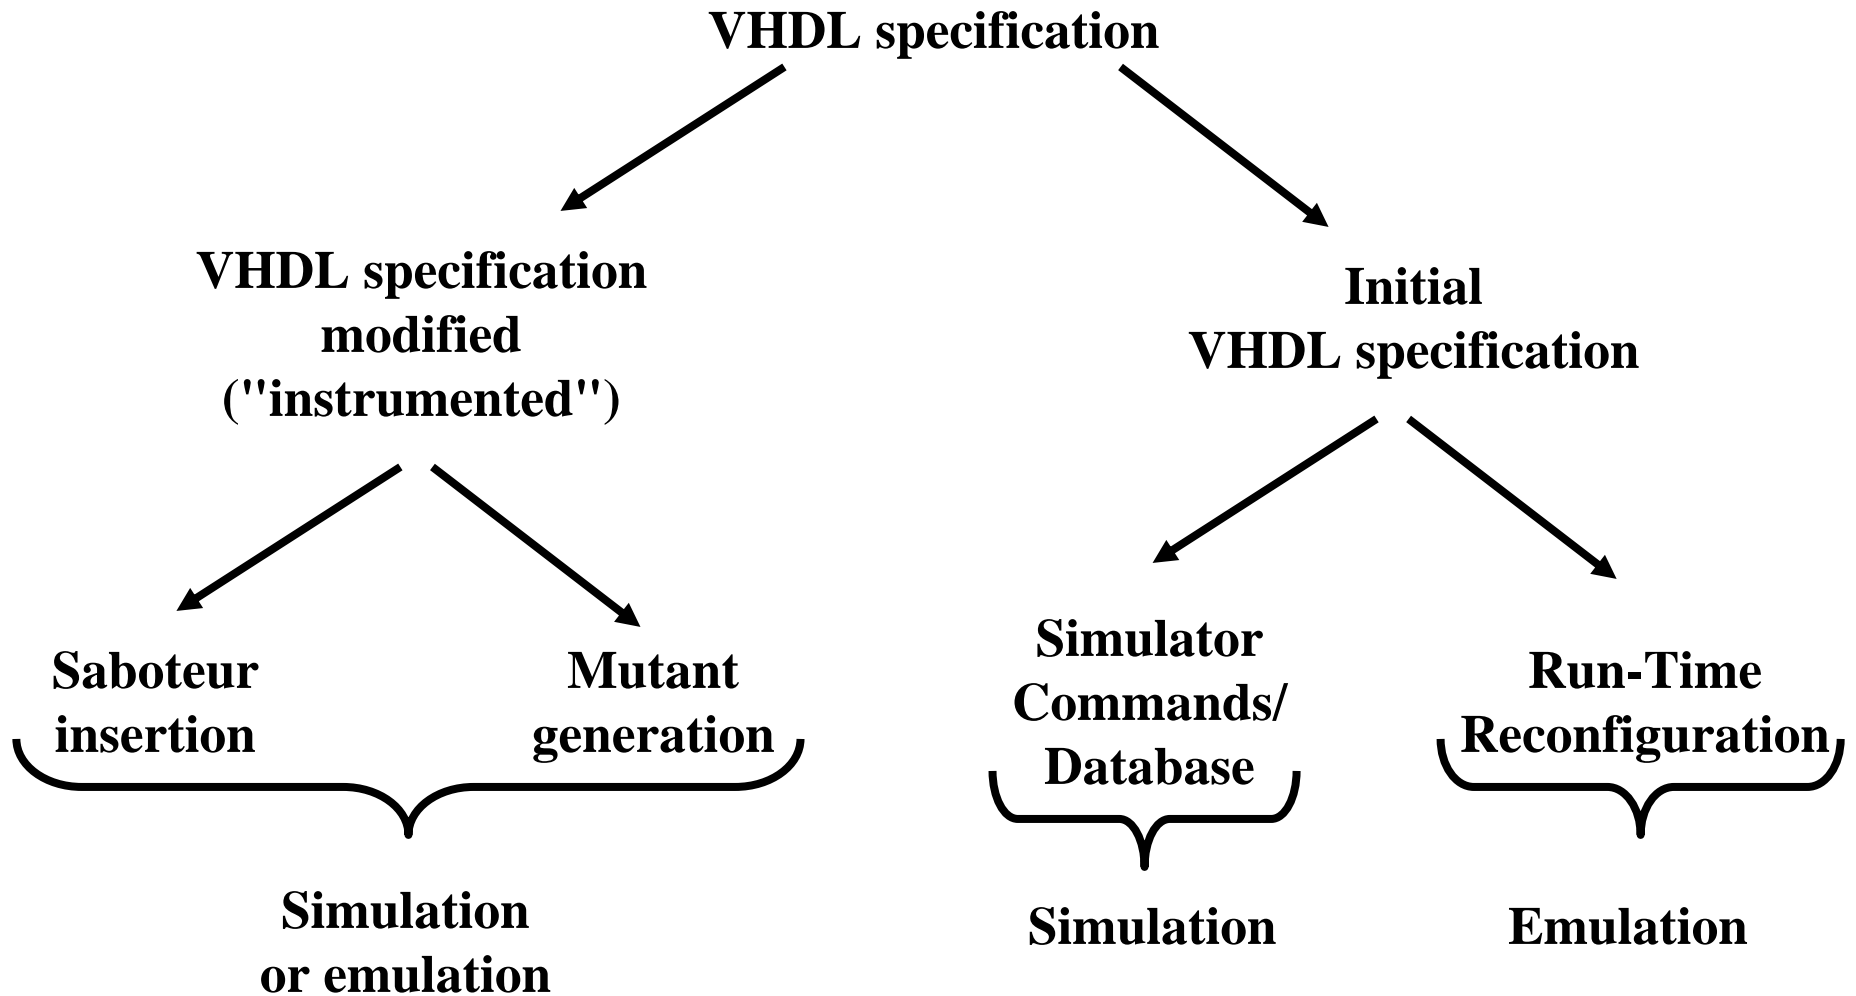 VHDL specification
VHDL specification
modified
("instrumented")
Initial
VHDL specification
Saboteur
insertion
Mutant
generation
Simulator
Commands/
Database
Run-Time
Reconfiguration
Simulation
or emulation
Simulation
Emulation